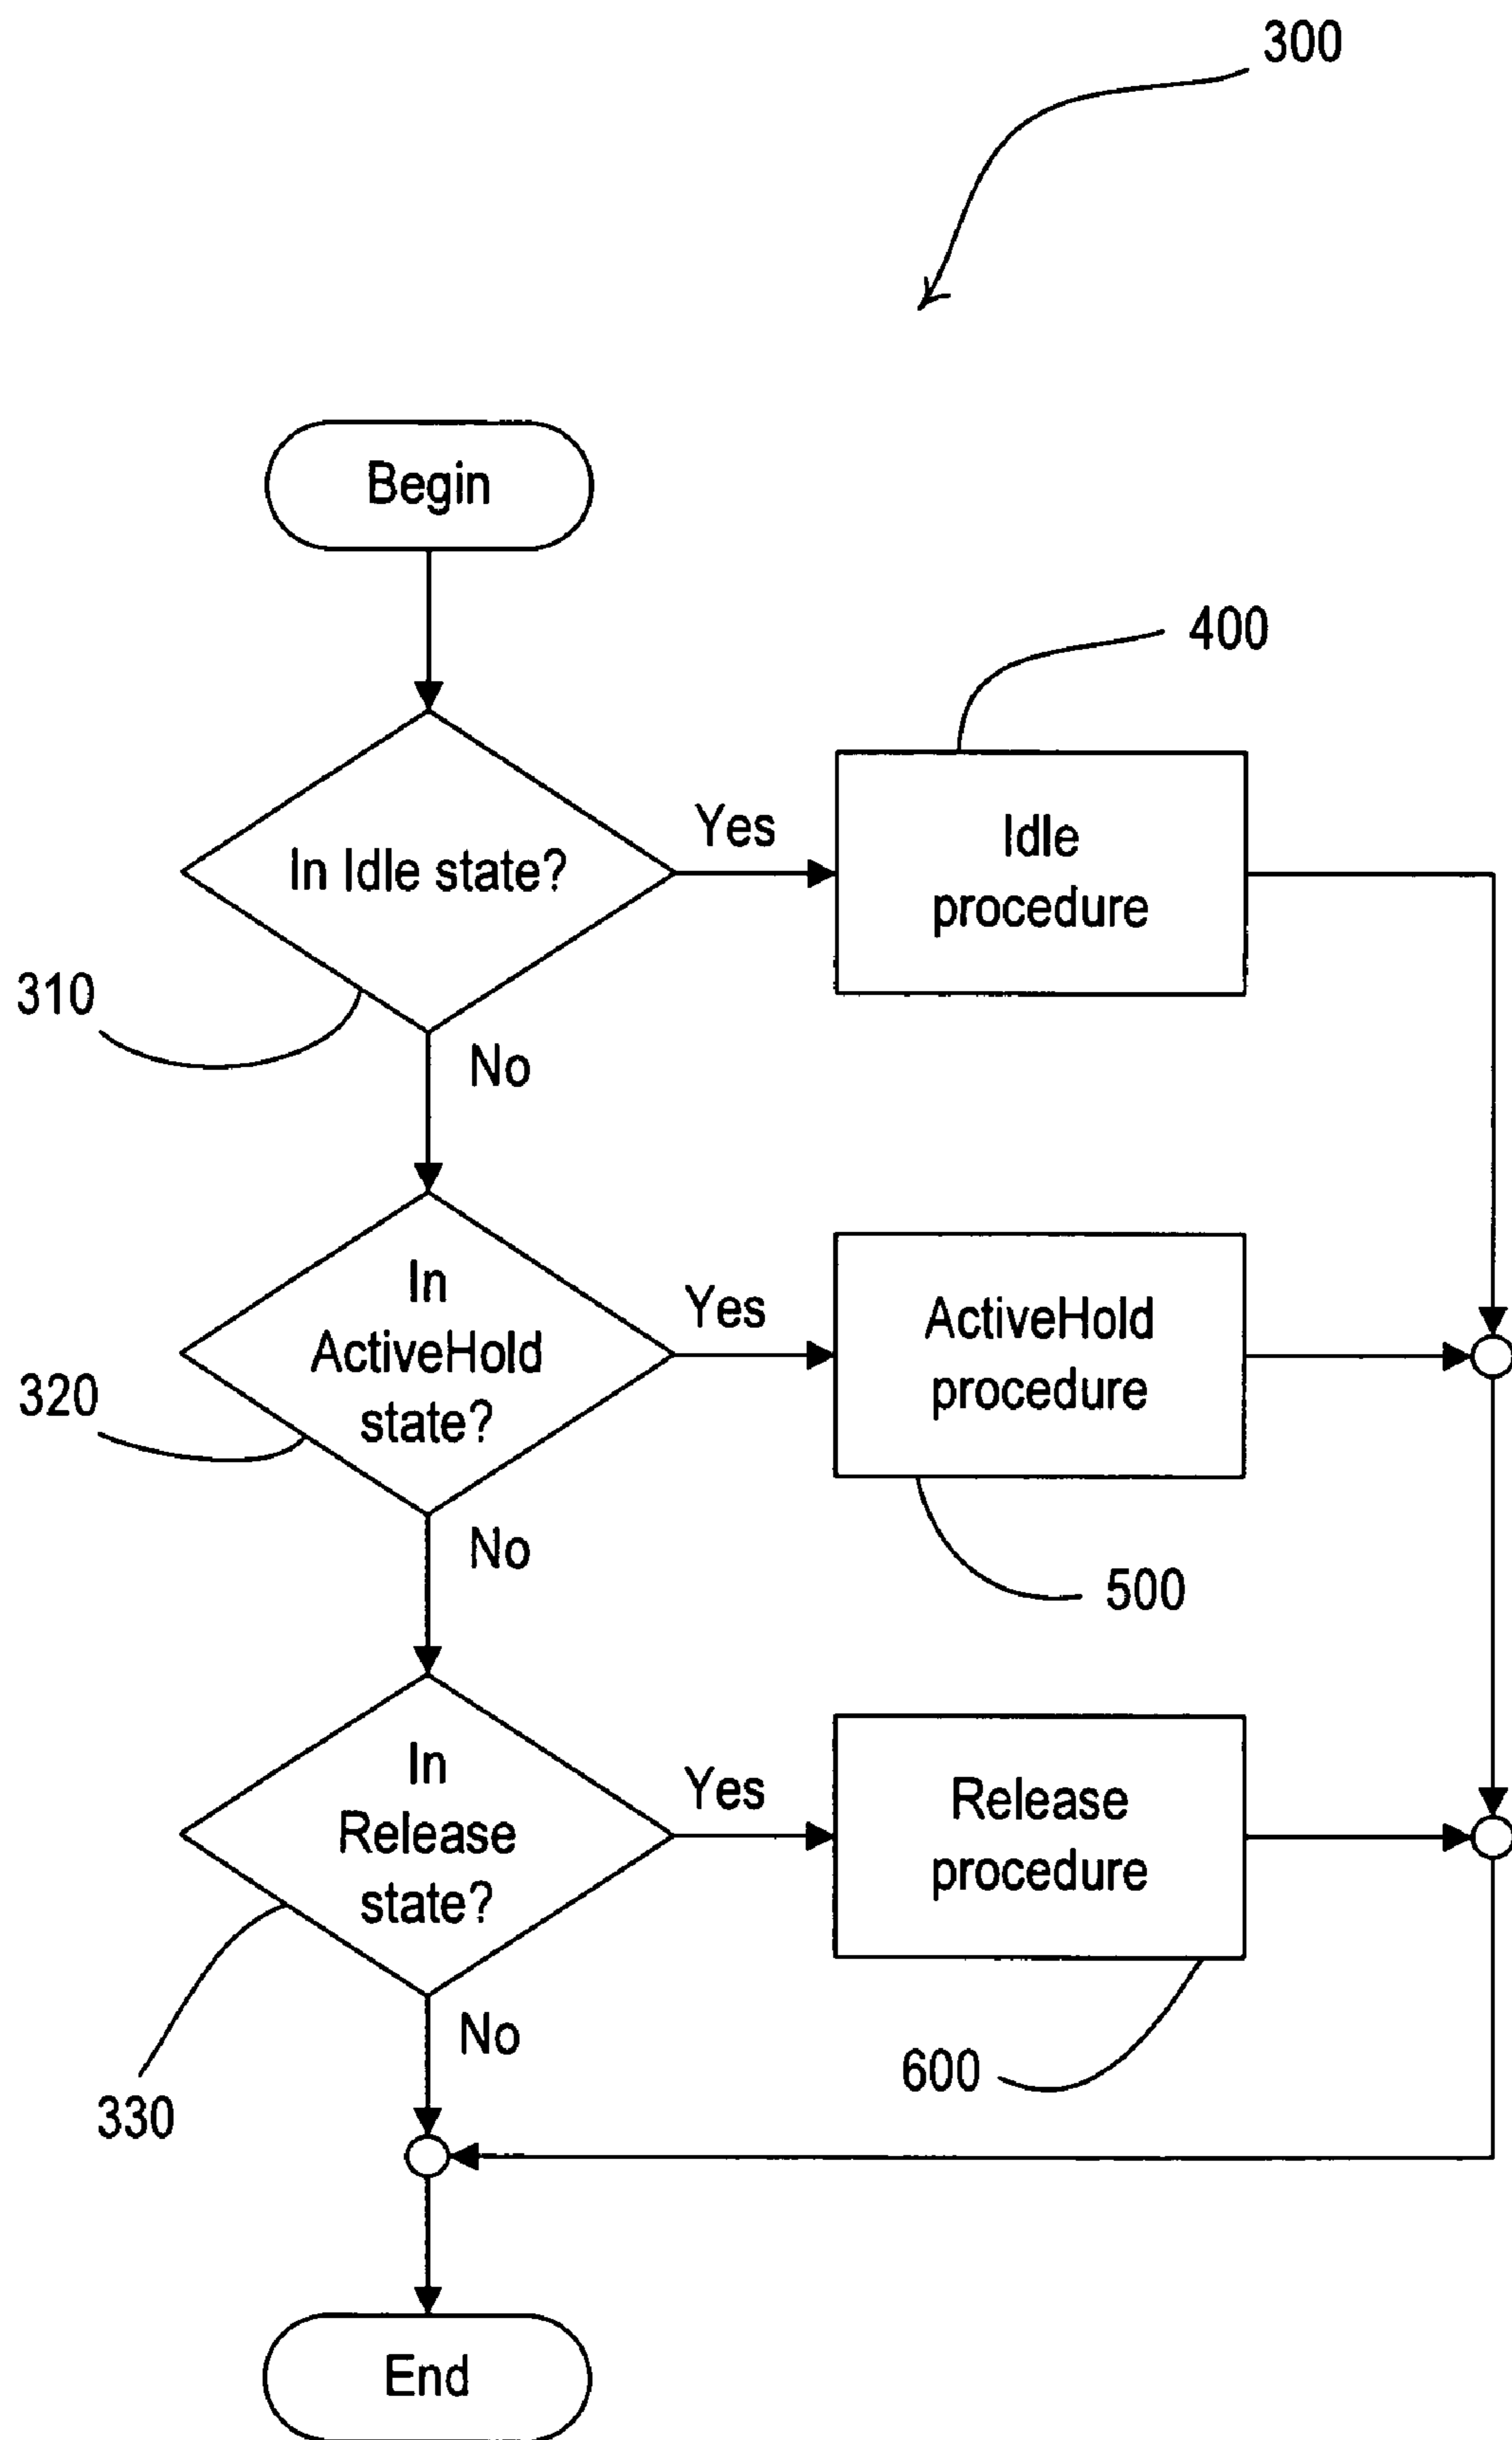 300
Begin
400
Yes
In Idle state?
Idle
procedure
310
No
In
ActiveHold
state?
Yes
ActiveHold
procedure
320
No
500
In
Release
state?
Yes
Release
procedure
No
600
330
End